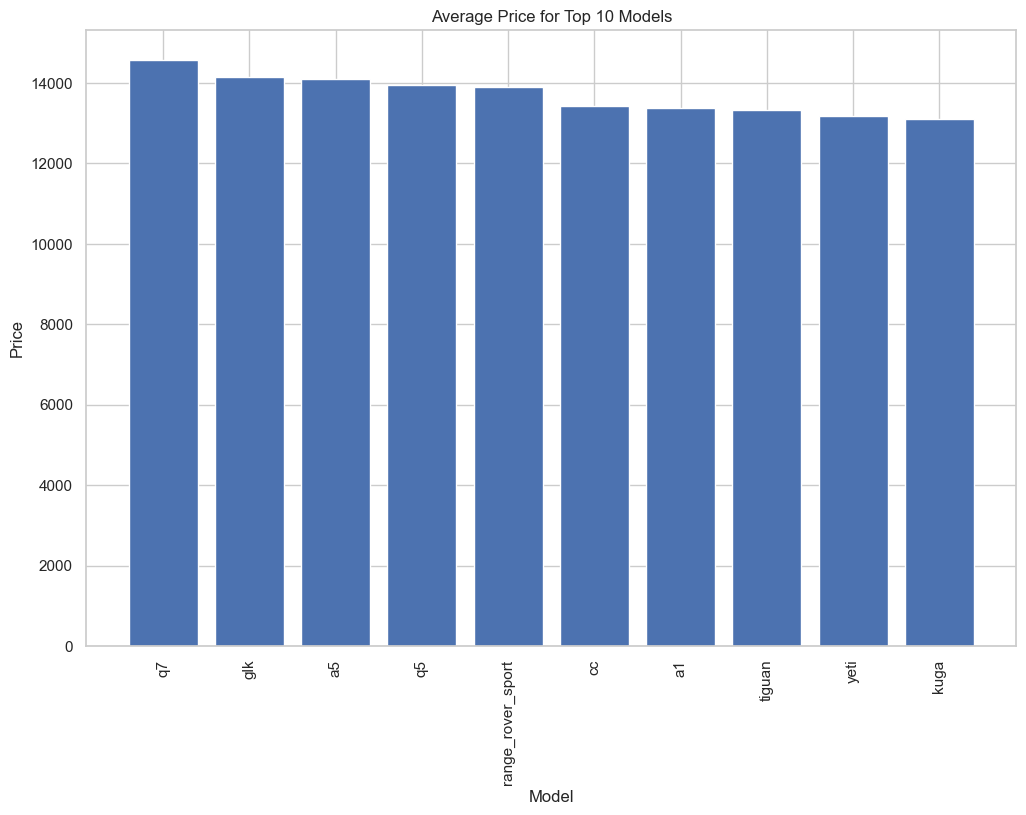 Average Price for Top 10 Models
Price
14000
12000
10000
8000
6000
4000
2000
0
q7
glk
a5
q5
range_rover_sport
cc
a1
tiguan
yeti
kuga
Model